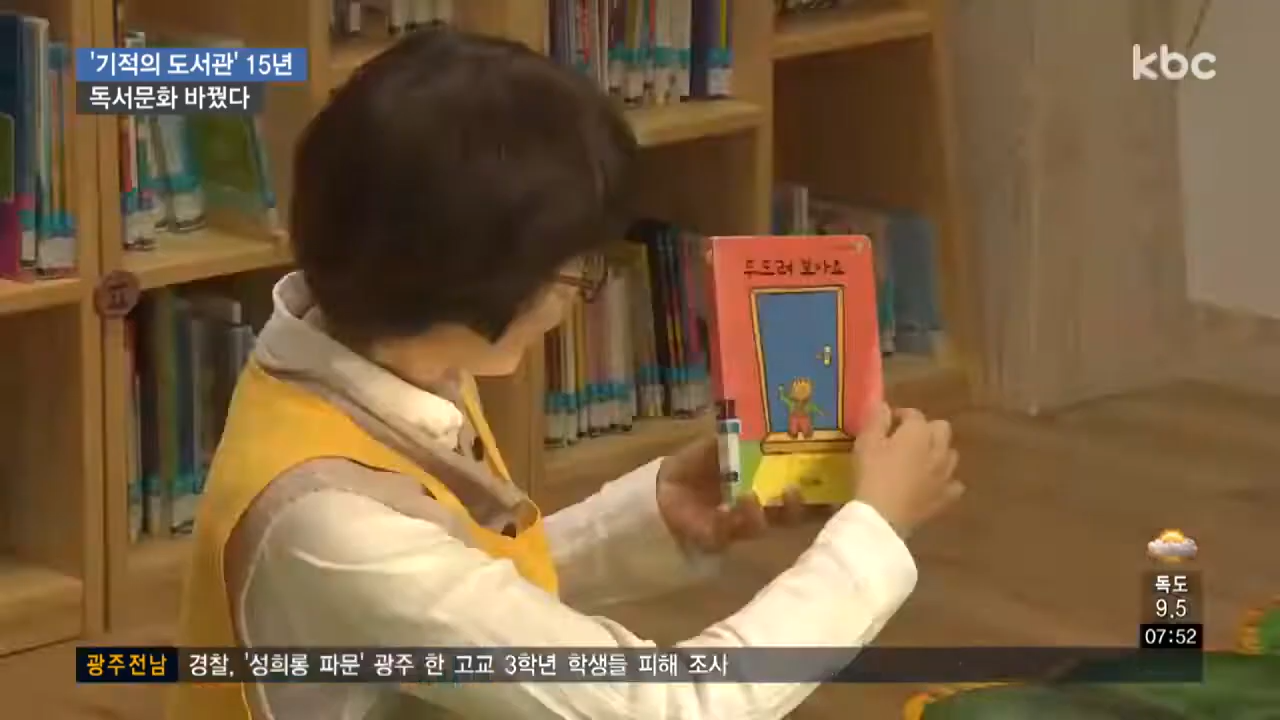 '기적의 도서관' 15년
독서문화 바꿨다
kbc
두드려 보아요
독도
9.5
07:52
광주전남 경찰, '성희롱 파문' 광주 한 고교 3학년 학생들 피해 조사